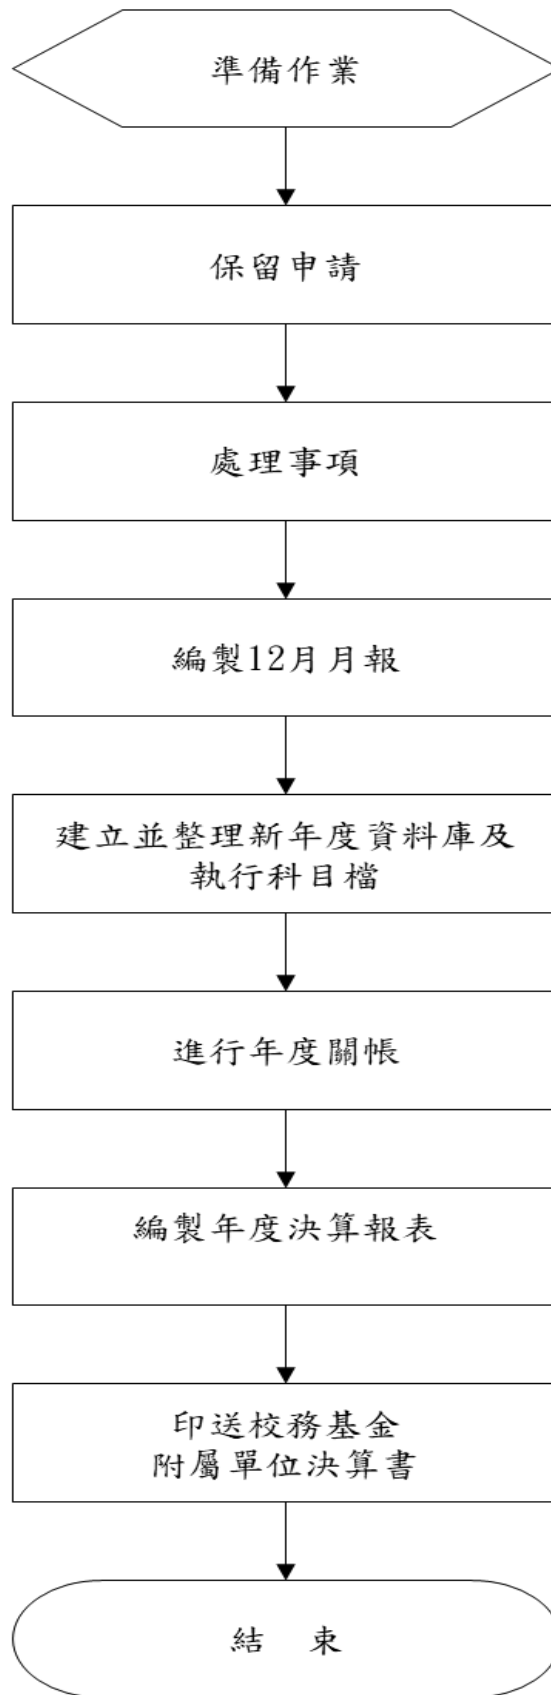 準備作業
保留申請
處理事項
編製12月月報
建立並整理新年度資料庫及
執行科目檔
進行年度關帳
編製年度決算報表
印送校務基金
附屬單位決算書
結　束